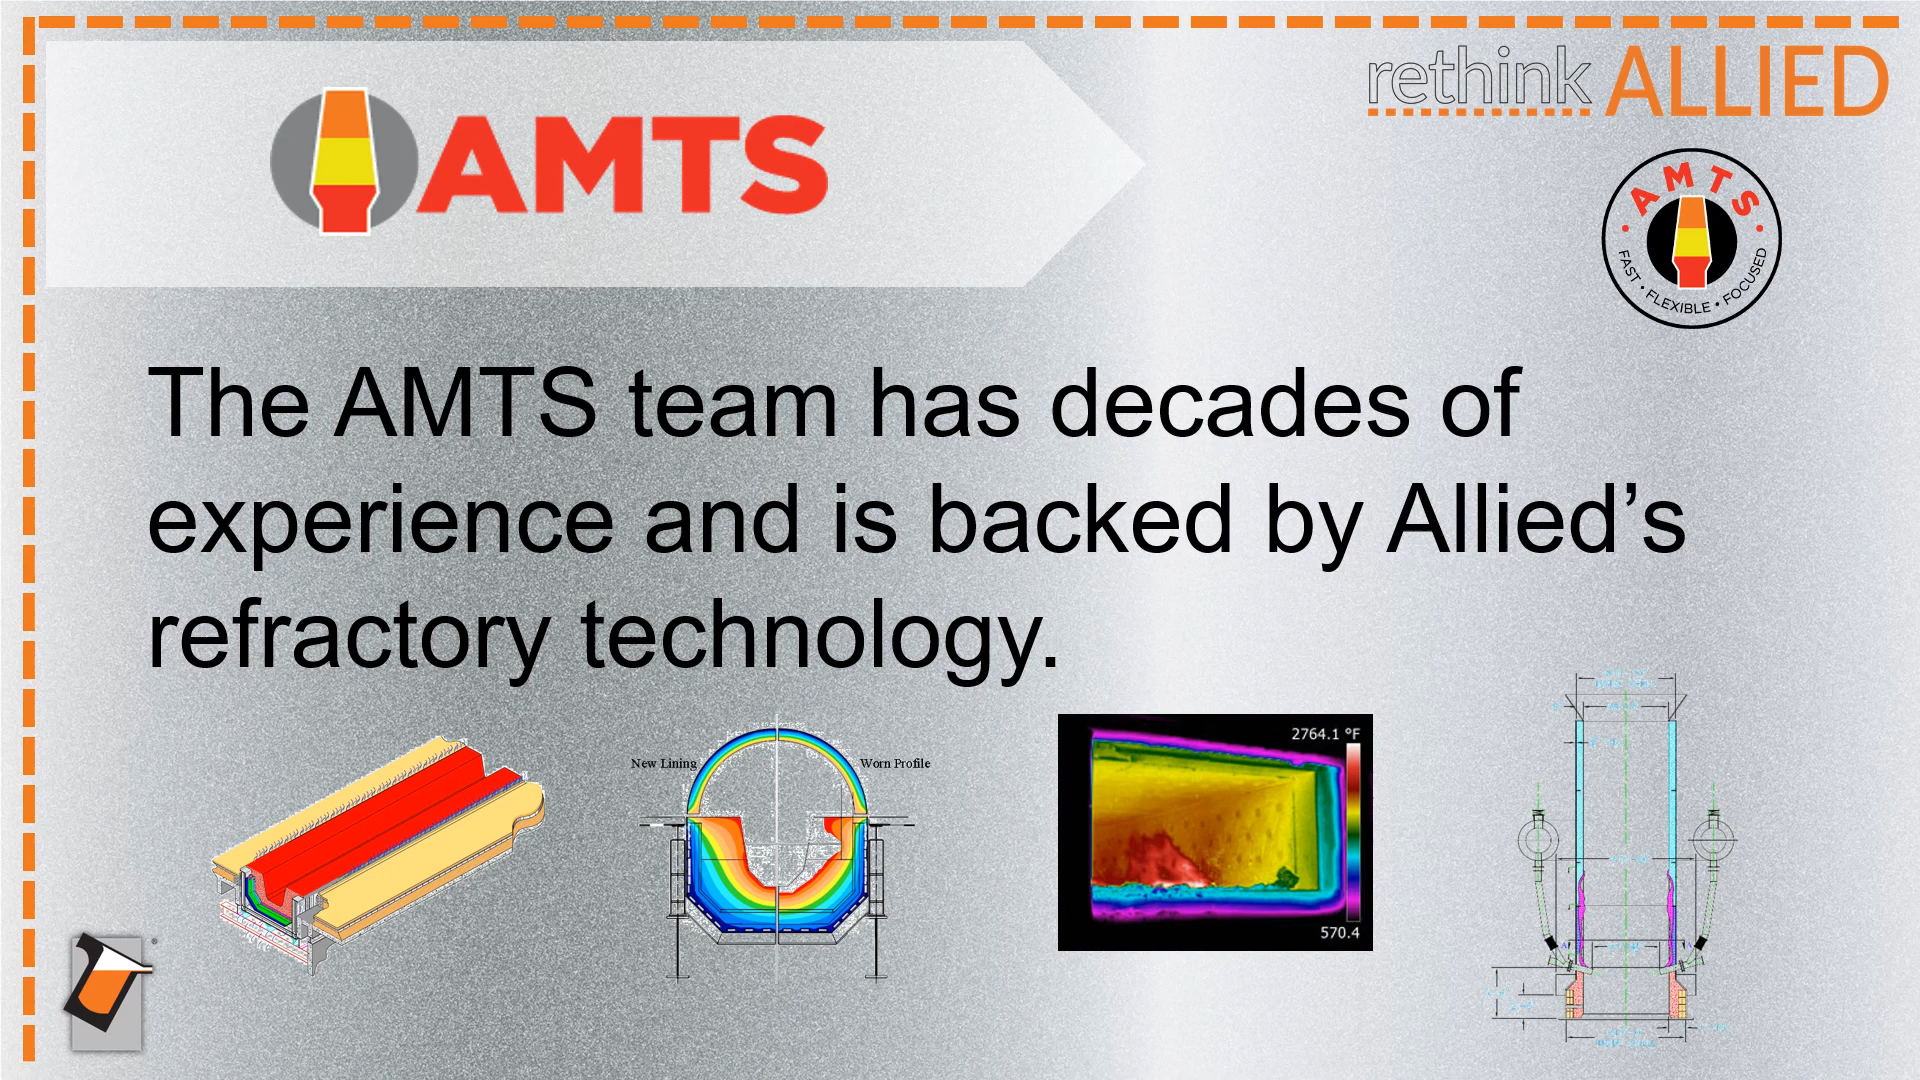 rethink ALLIED
AMTS
AMTS
FAST • FLEXIBLE • FOCUSED
The AMTS team has decades of
experience and is backed by Allied’s
refractory technology.
New Lining
Worn Profile
2764.1 °F
570.4
A
A
®